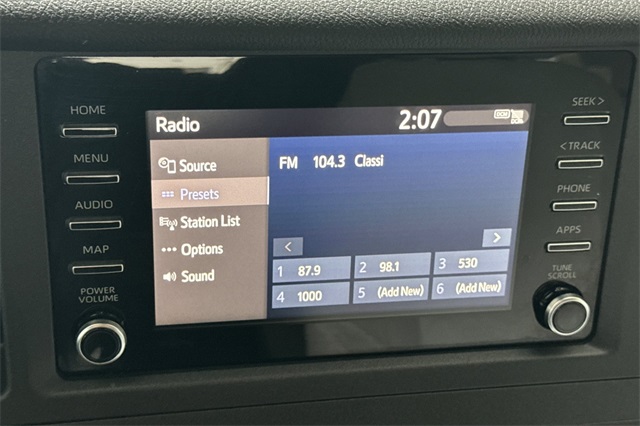 HOME
MENU
AUDIO
MAP
POWER
VOLUME
Radio
2:07
DCM
Source
Presets
Station List
Options
Sound
FM 104.3 Classi
<
>
1 87.9
2 98.1
3 530
4 1000
5 (Add New)
6 (Add New)
SEEK >
< TRACK
PHONE
APPS
TUNE
SCROLL